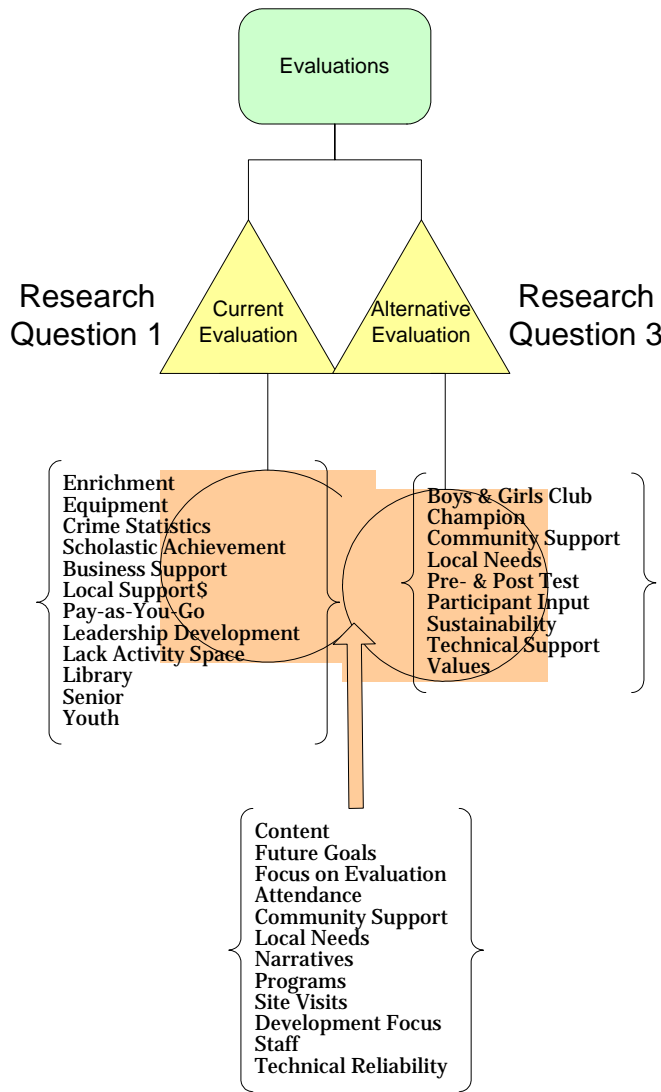 Evaluations
Research
Question 1
Current
Evaluation
Alternative
Evaluation
Research
Question 3
Enrichment
Equipment
Crime Statistics
Scholastic Achievement
Business Support
Local Support$
Pay-as-You-Go
Leadership Development
Lack Activity Space
Library
Senior
Youth
Boys & Girls Club
Champion
Community Support
Local Needs
Pre- & Post Test
Participant Input
Sustainability
Technical Support
Values
Content
Future Goals
Focus on Evaluation
Attendance
Community Support
Local Needs
Narratives
Programs
Site Visits
Development Focus
Staff
Technical Reliability